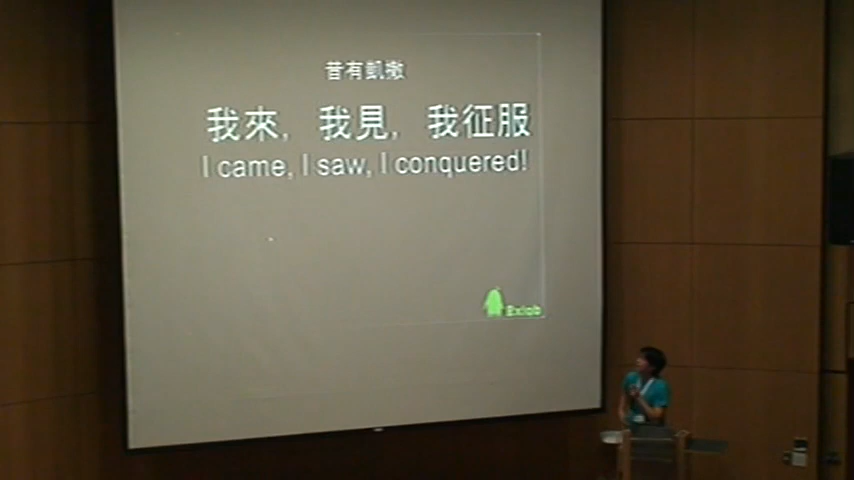 昔有凱撒
我來, 我見, 我征服
I came, I saw, I conquered!
Exlab